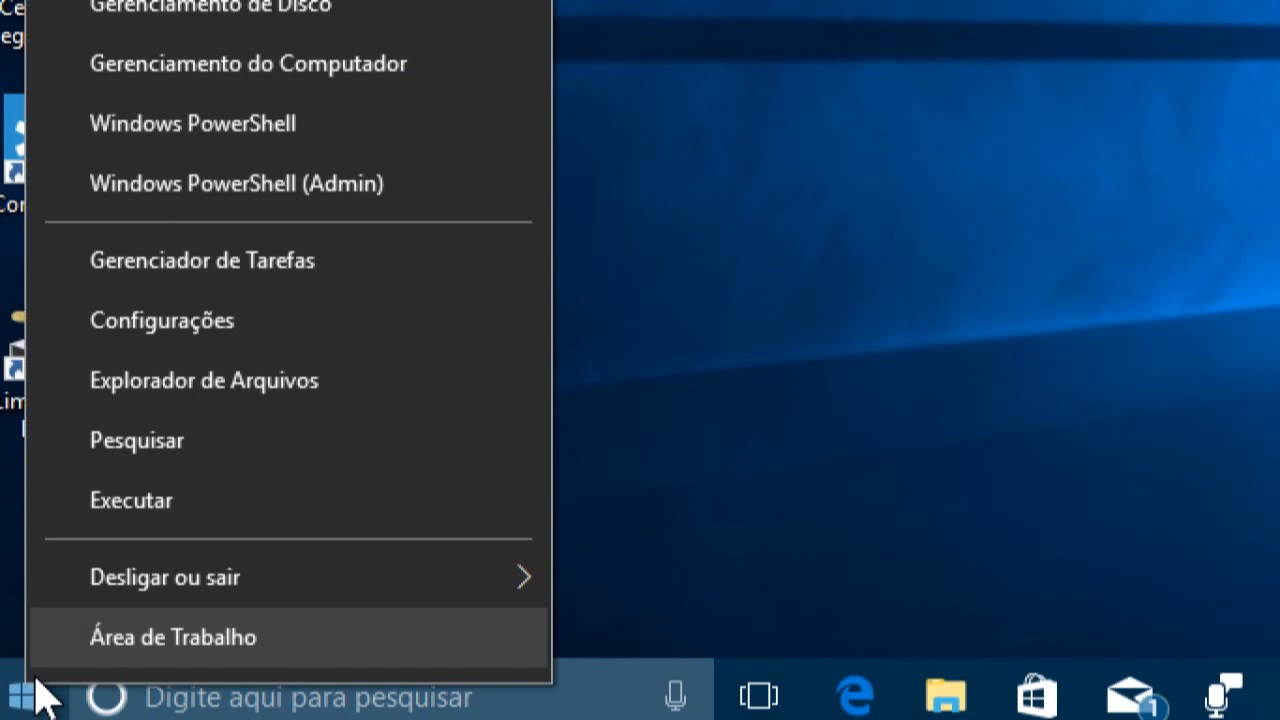 Gerenciamento de Disco
Gerenciamento do Computador
Windows PowerShell
Windows PowerShell (Admin)
Gerenciador de Tarefas
Configurações
Explorador de Arquivos
Pesquisar
Executar
Desligar ou sair
Área de Trabalho
Digite aqui para pesquisar
1